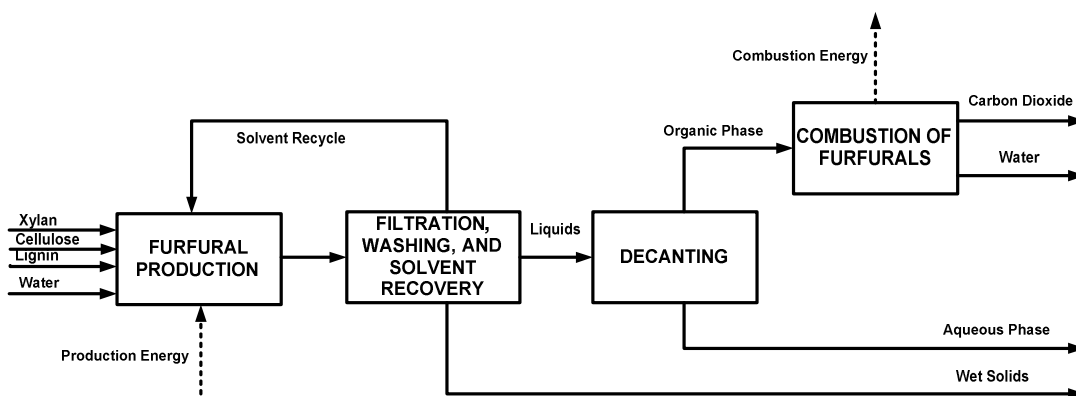 Combustion Energy
Carbon Dioxide
COMBUSTION OF
FURFURALS
Organic Phase
Water
Solvent Recycle
Xylan
Cellulose
Lignin
Water
FURFURAL
PRODUCTION
FILTRATION,
WASHING, AND
SOLVENT
RECOVERY
Liquids
DECANTING
Production Energy
Aqueous Phase
Wet Solids